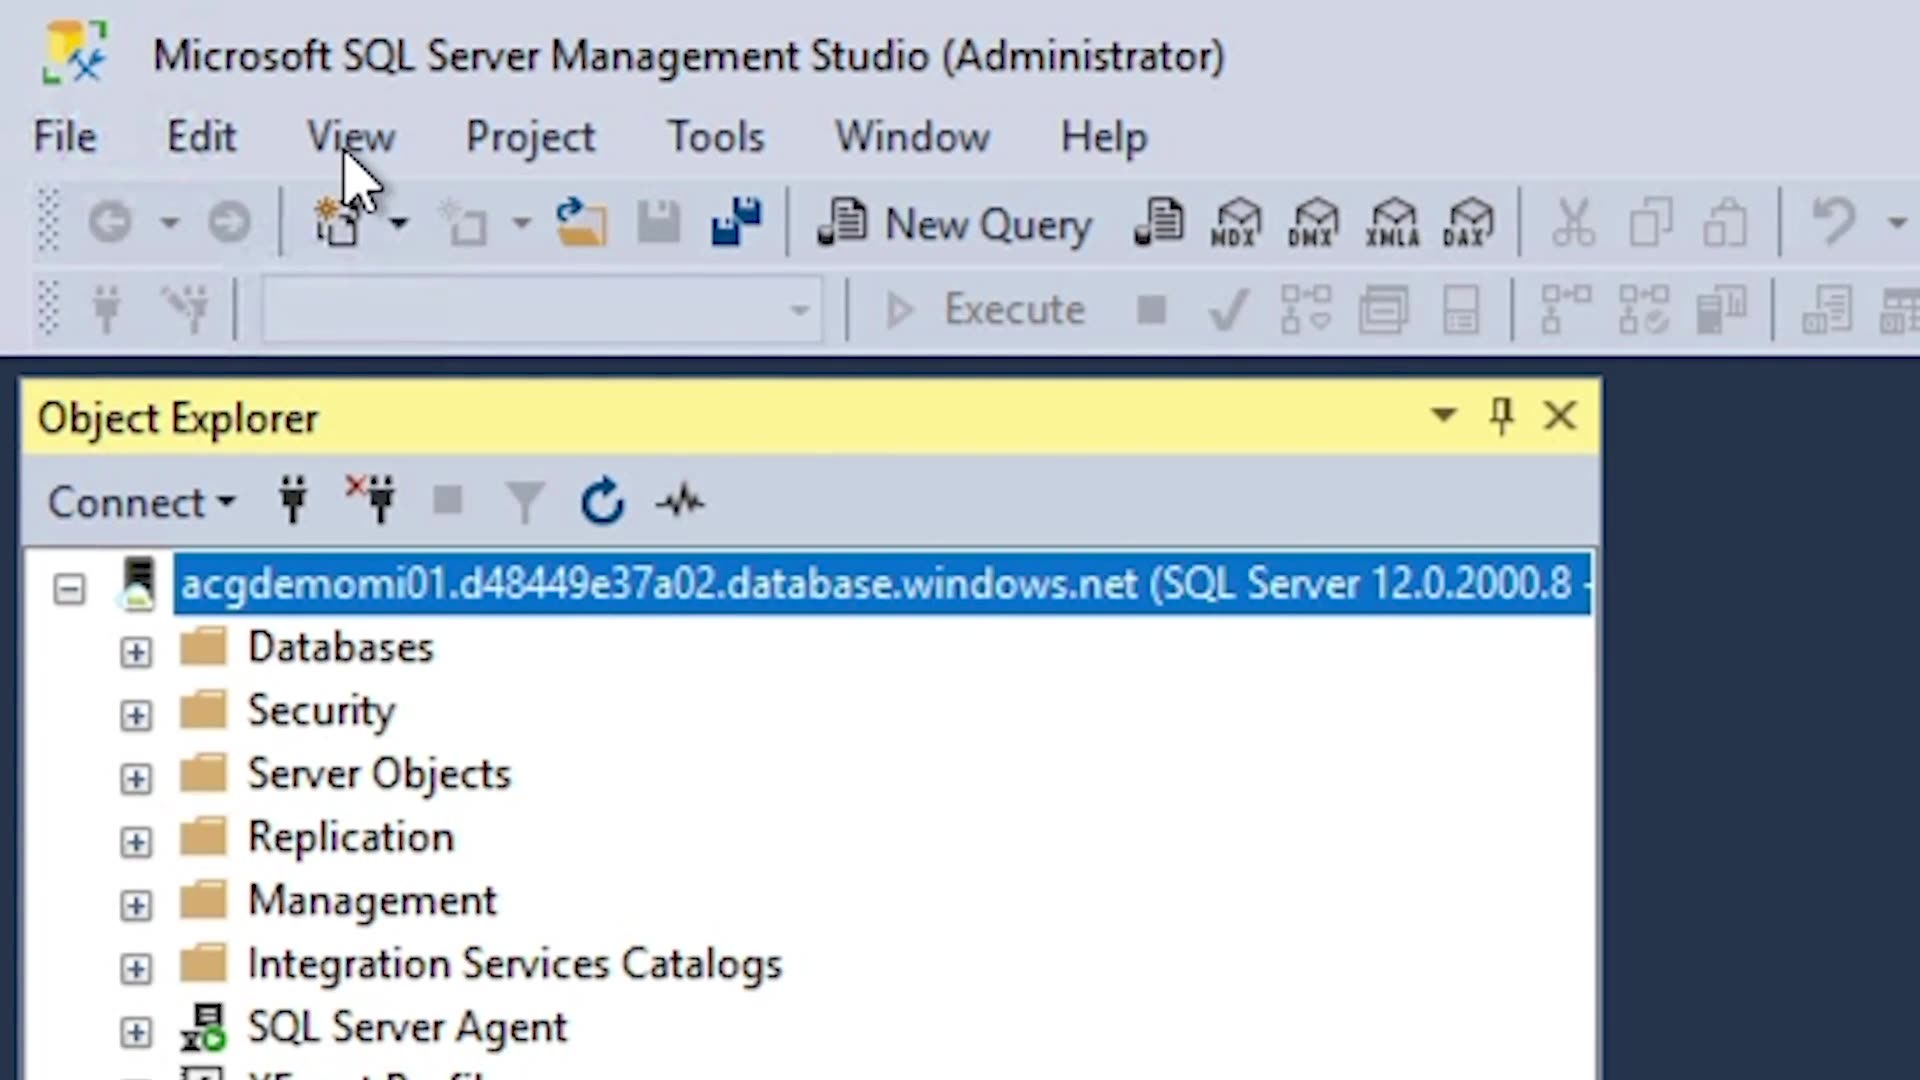 Microsoft SQL Server Management Studio (Administrator)
File Edit View Project Tools Window Help
New Query MDX DMX XMLA DAX
Execute
Object Explorer
Connect
acgdemomi01.d48449e37a02.database.windows.net (SQL Server 12.0.2000.8 -
Databases
Security
Server Objects
Replication
Management
Integration Services Catalogs
SQL Server Agent